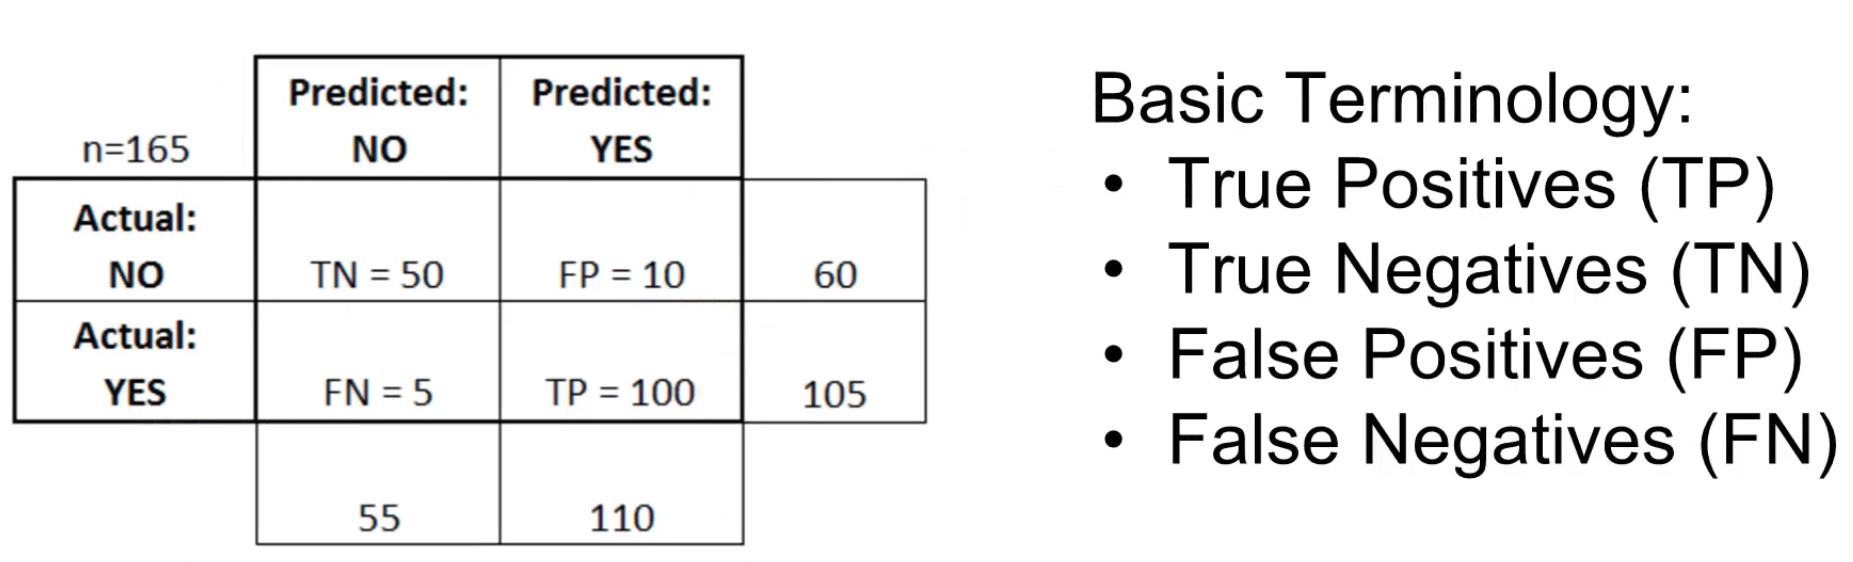 Predicted: Predicted:
n=165 NO YES
Actual:
NO TN = 50 FP = 10 60
Actual:
YES FN = 5 TP = 100 105
55 110
Basic Terminology:
• True Positives (TP)
• True Negatives (TN)
• False Positives (FP)
• False Negatives (FN)